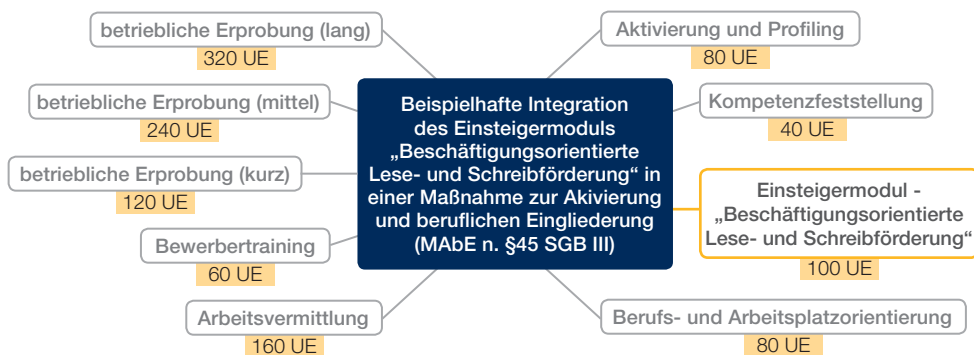 betriebliche Erprobung (lang)
320 UE
betriebliche Erprobung (mittel)
240 UE
betriebliche Erprobung (kurz)
120 UE
Bewerbertraining
60 UE
Arbeitsvermittlung
160 UE
Beispielhafte Integration
des Einsteigermoduls
„Beschäftigungsorientierte
Lese- und Schreibförderung“ in
einer Maßnahme zur Akivierung
und beruflichen Eingliederung
(MAbE n. §45 SGB III)
Aktivierung und Profiling
80 UE
Kompetenzfeststellung
40 UE
Einsteigermodul -
„Beschäftigungsorientierte
Lese- und Schreibförderung“
100 UE
Berufs- und Arbeitsplatzorientierung
80 UE